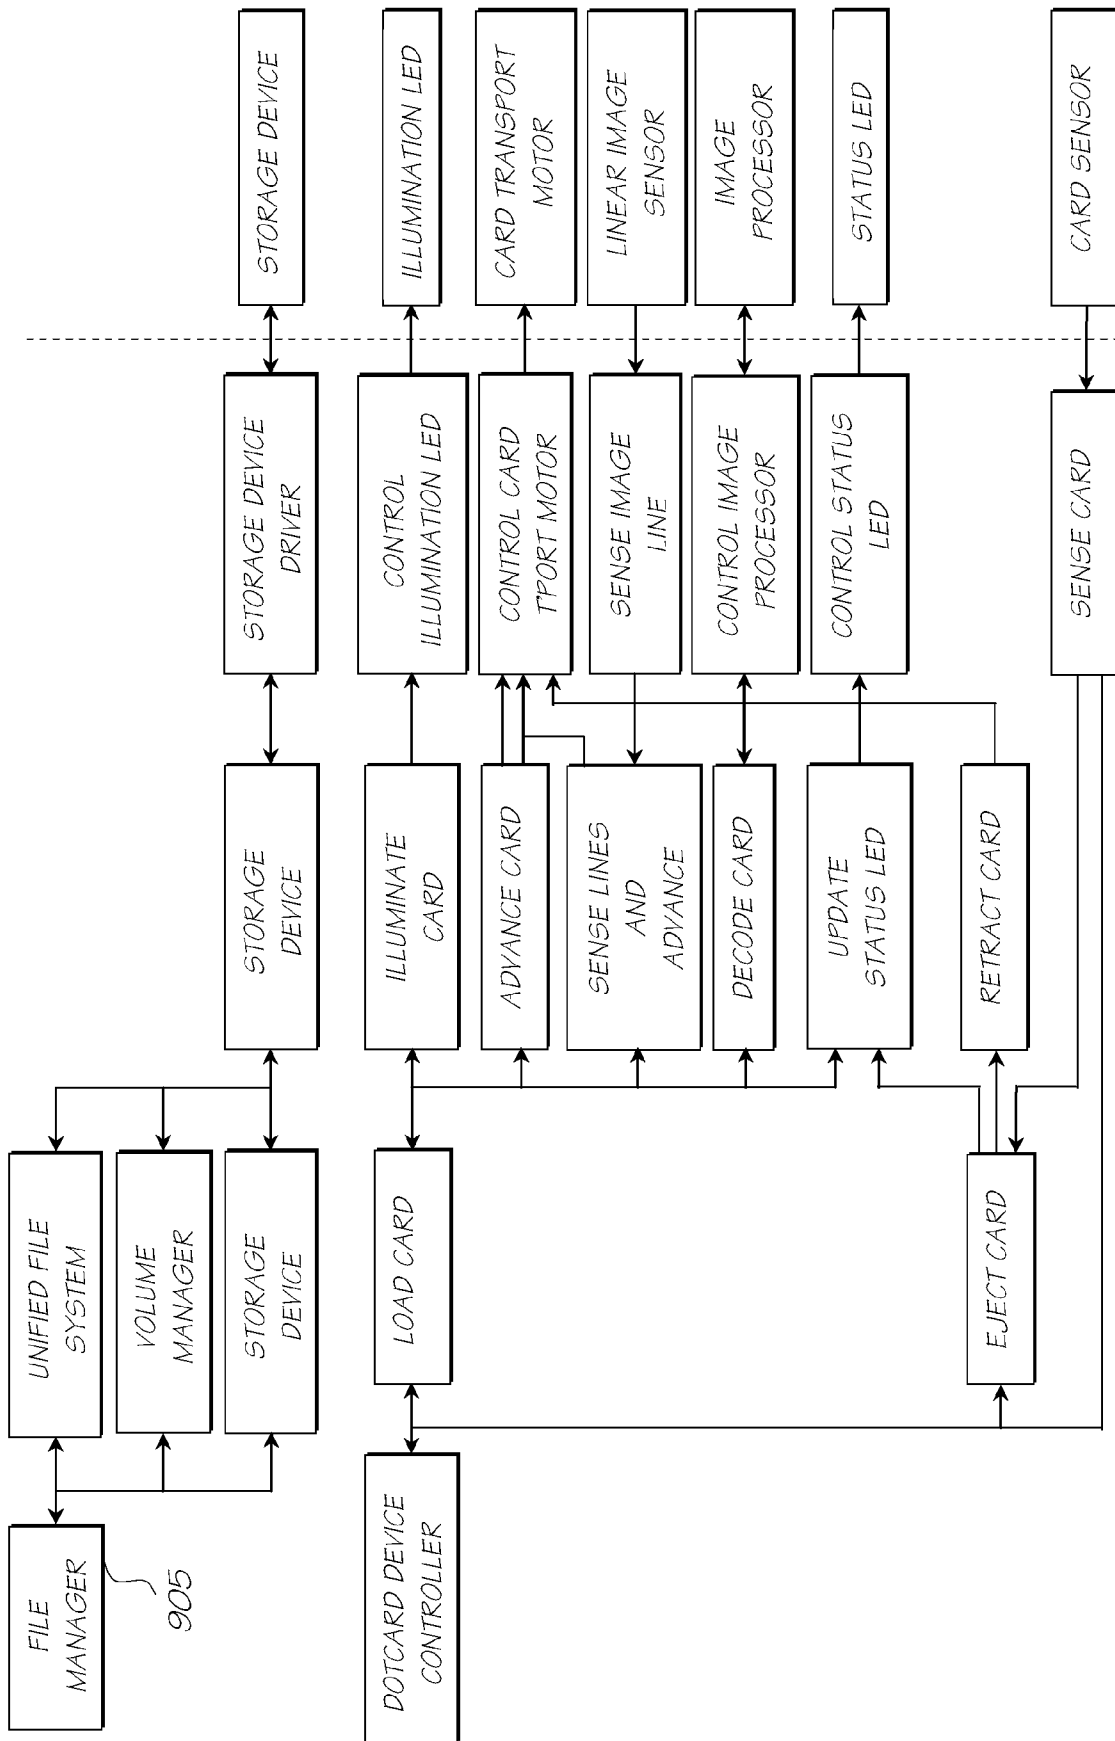 FILE
MANAGER
905
UNIFIED FILE
SYSTEM
VOLUME
MANAGER
STORAGE
DEVICE
STORAGE
DEVICE
STORAGE DEVICE
DRIVER
STORAGE DEVICE
DOTCARD DEVICE
CONTROLLER
LOAD CARD
EJECT CARD
ILLUMINATE
CARD
ADVANCE CARD
SENSE LINES
AND
ADVANCE
DECODE CARD
UPDATE
STATUS LED
RETRACT CARD
CONTROL
ILLUMINATION LED
CONTROL CARD
T'PORT MOTOR
SENSE IMAGE
LINE
CONTROL IMAGE
PROCESSOR
CONTROL STATUS
LED
SENSE CARD
ILLUMINATION LED
CARD TRANSPORT
MOTOR
LINEAR IMAGE
SENSOR
IMAGE
PROCESSOR
STATUS LED
CARD SENSOR